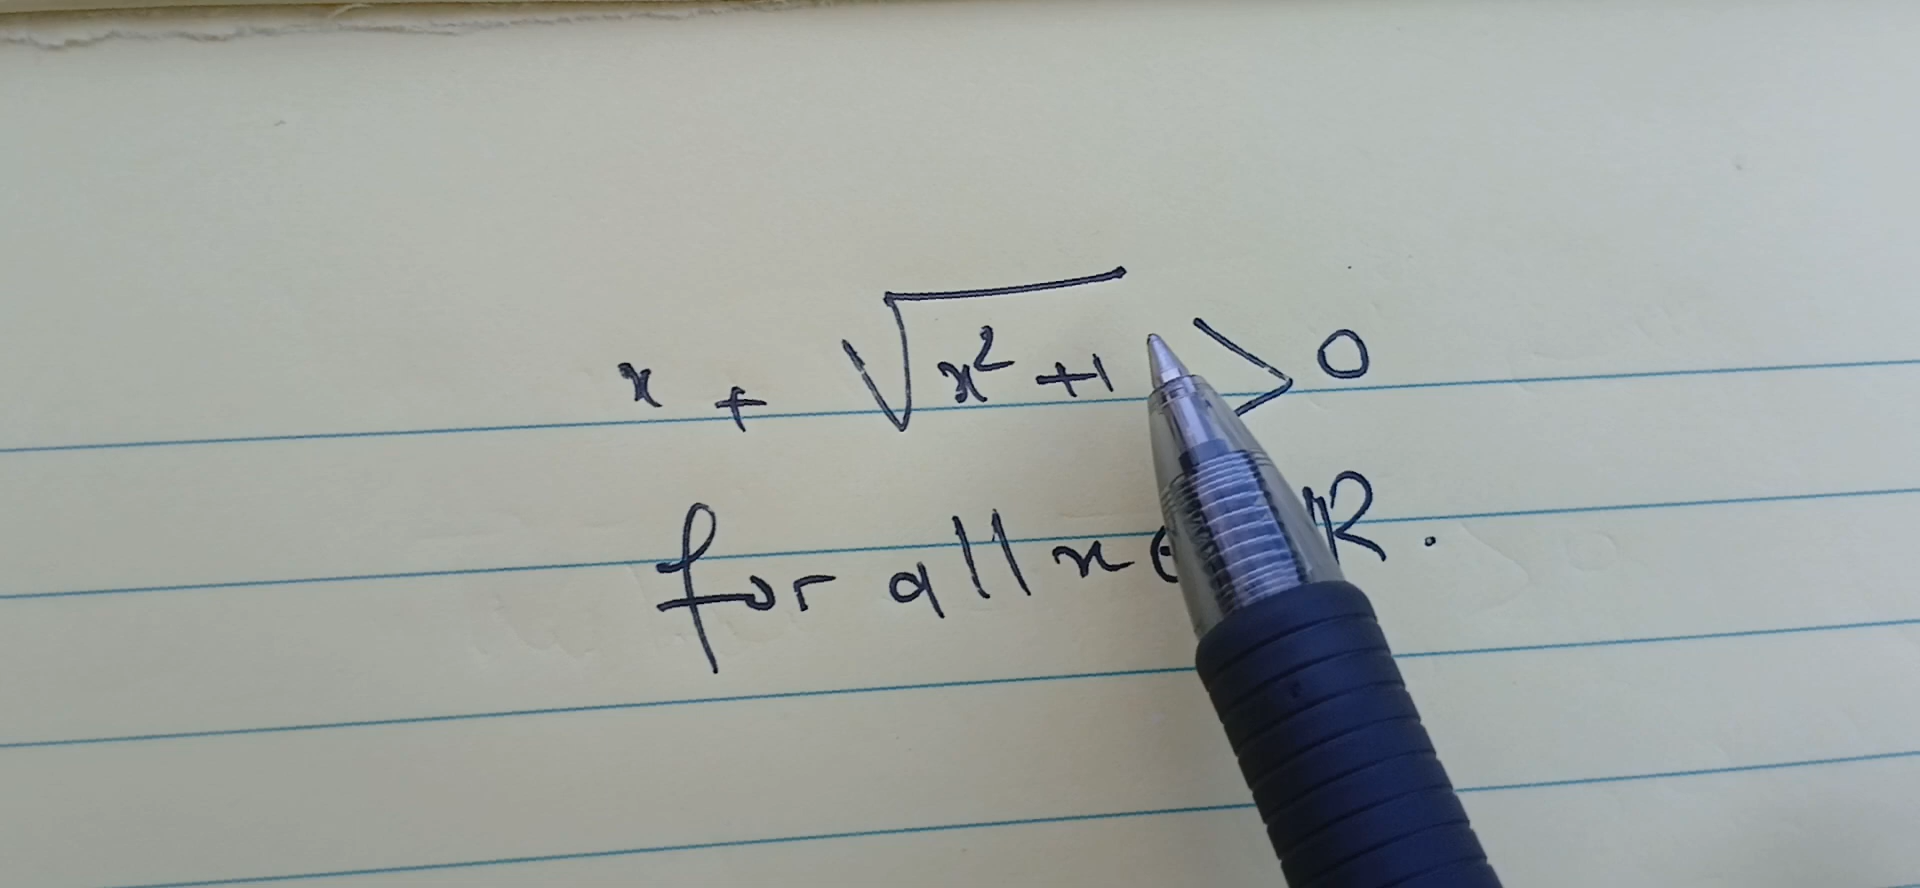 x + √(x² + 1) > 0
for all x ∈ ℝ.